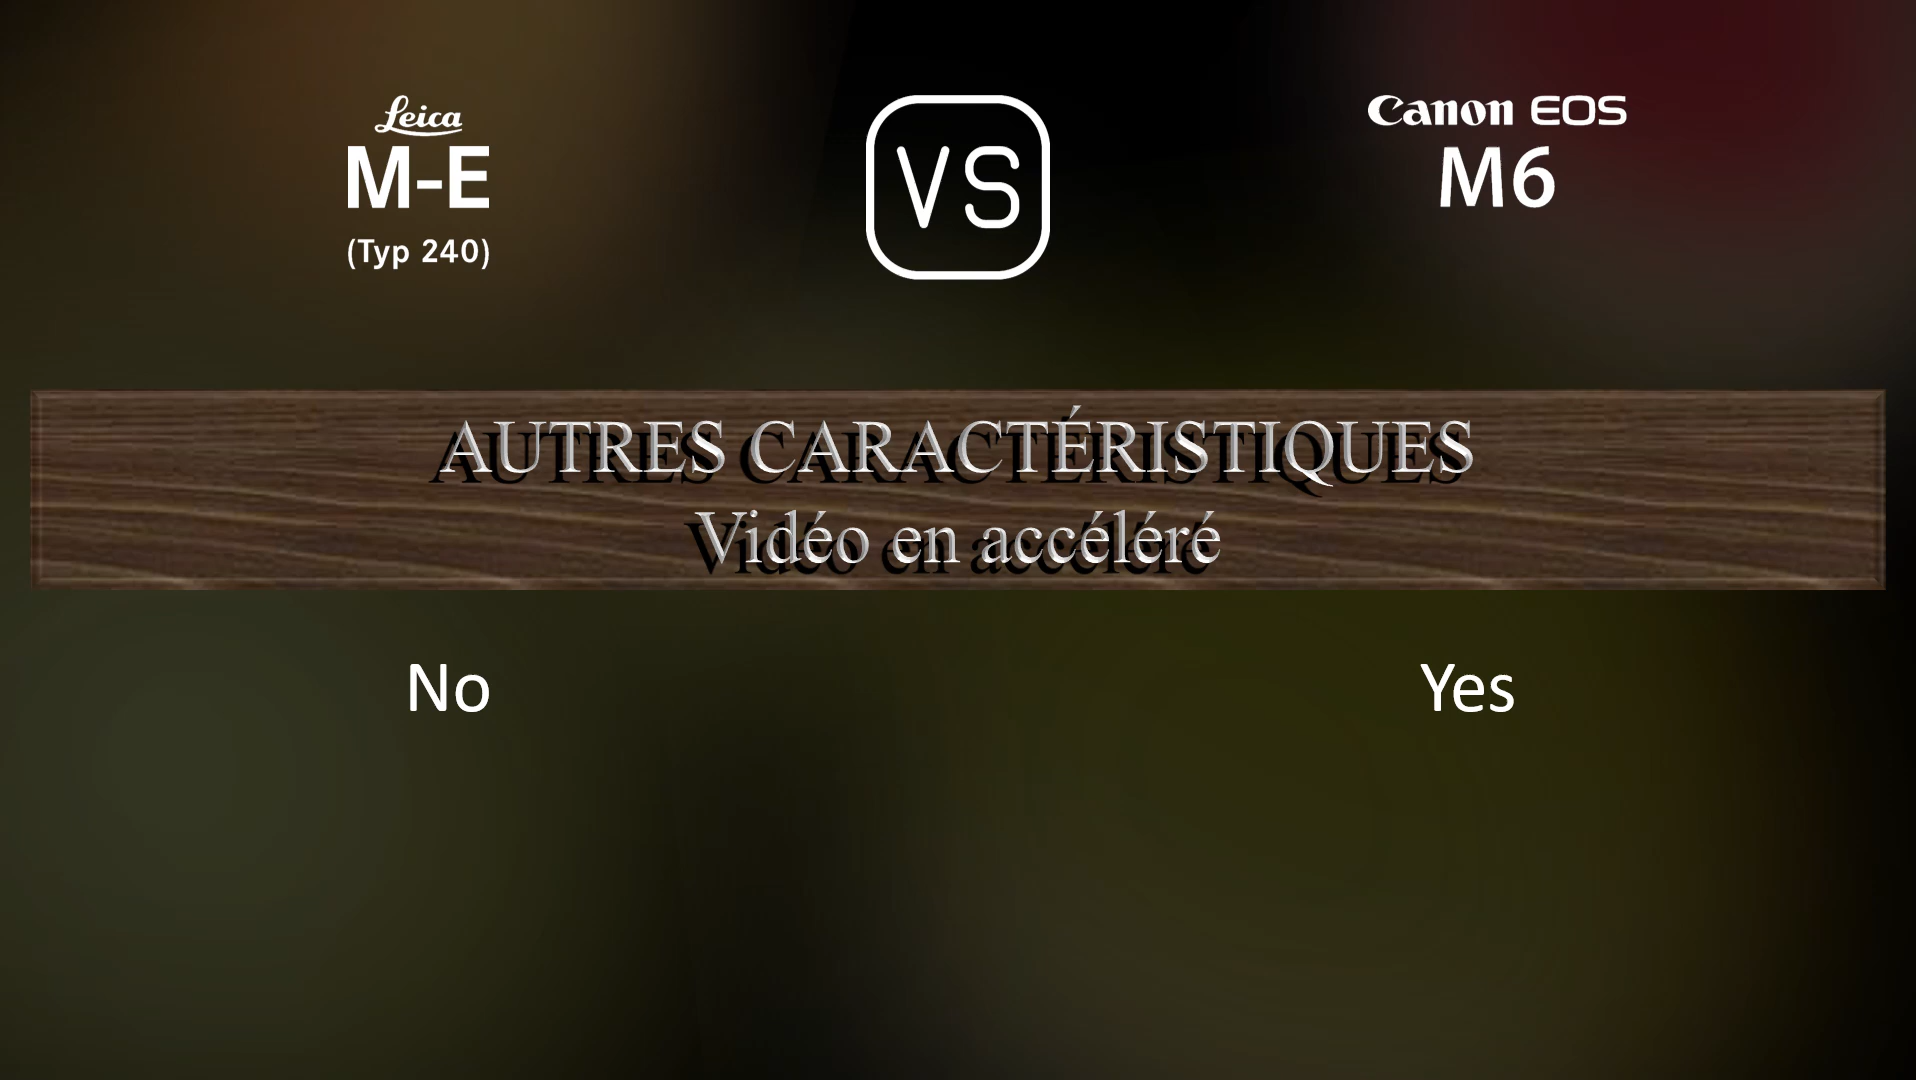 Leica
M-E
(Typ 240)
VS
Canon EOS
M6
AUTRES CARACTÉRISTIQUES
Vidéo en accéléré
No
Yes